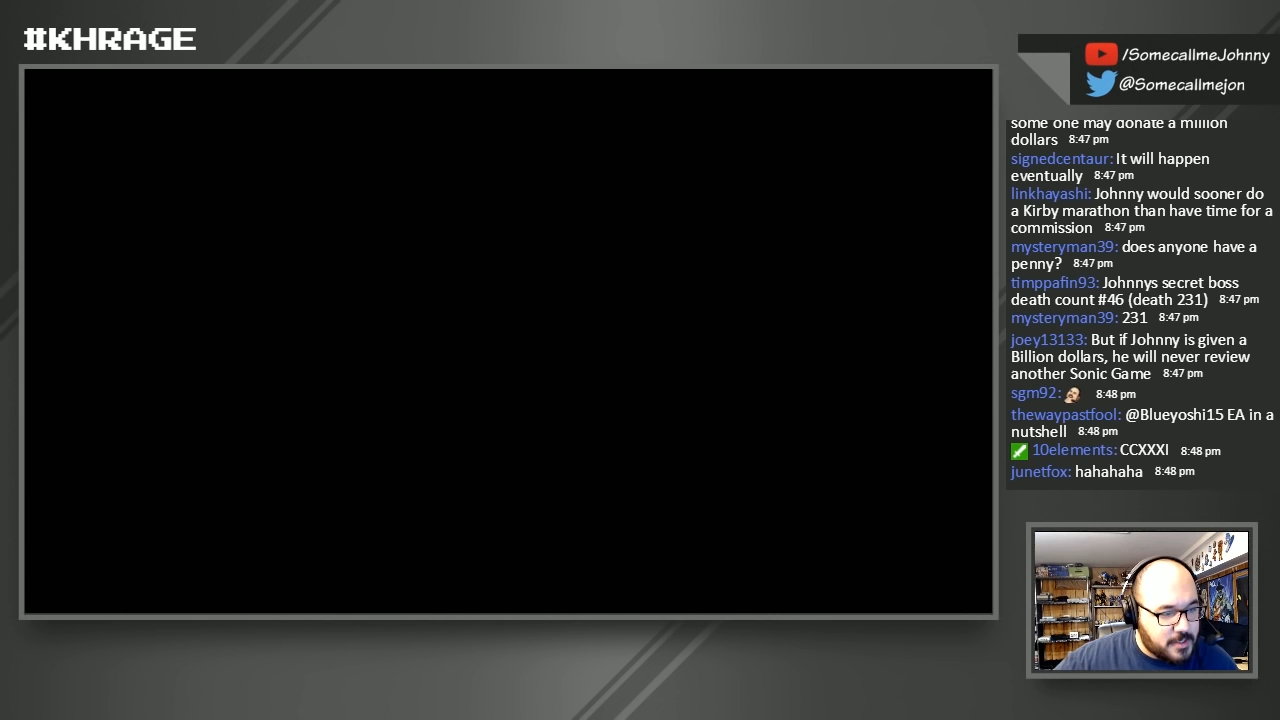 #KHRAGE
/SomecallmeJohnny
@Somecallmejon
some one may donate a million
dollars 8:47 pm
signedcentaur: It will happen
eventually 8:47 pm
linkhayashi: Johnny would sooner do
a Kirby marathon than have time for a
commission 8:47 pm
mysteryman39: does anyone have a
penny? 8:47 pm
timppafin93: Johnnys secret boss
death count #46 (death 231) 8:47 pm
mysteryman39: 231 8:47 pm
joey13133: But if Johnny is given a
Billion dollars, he will never review
another Sonic Game 8:47 pm
sgm92: 8:48 pm
thewaypastfool: @Blueyoshi15 EA in a
nutshell 8:48 pm
10elements: CCXXXI 8:48 pm
junetfox: hahahaha 8:48 pm